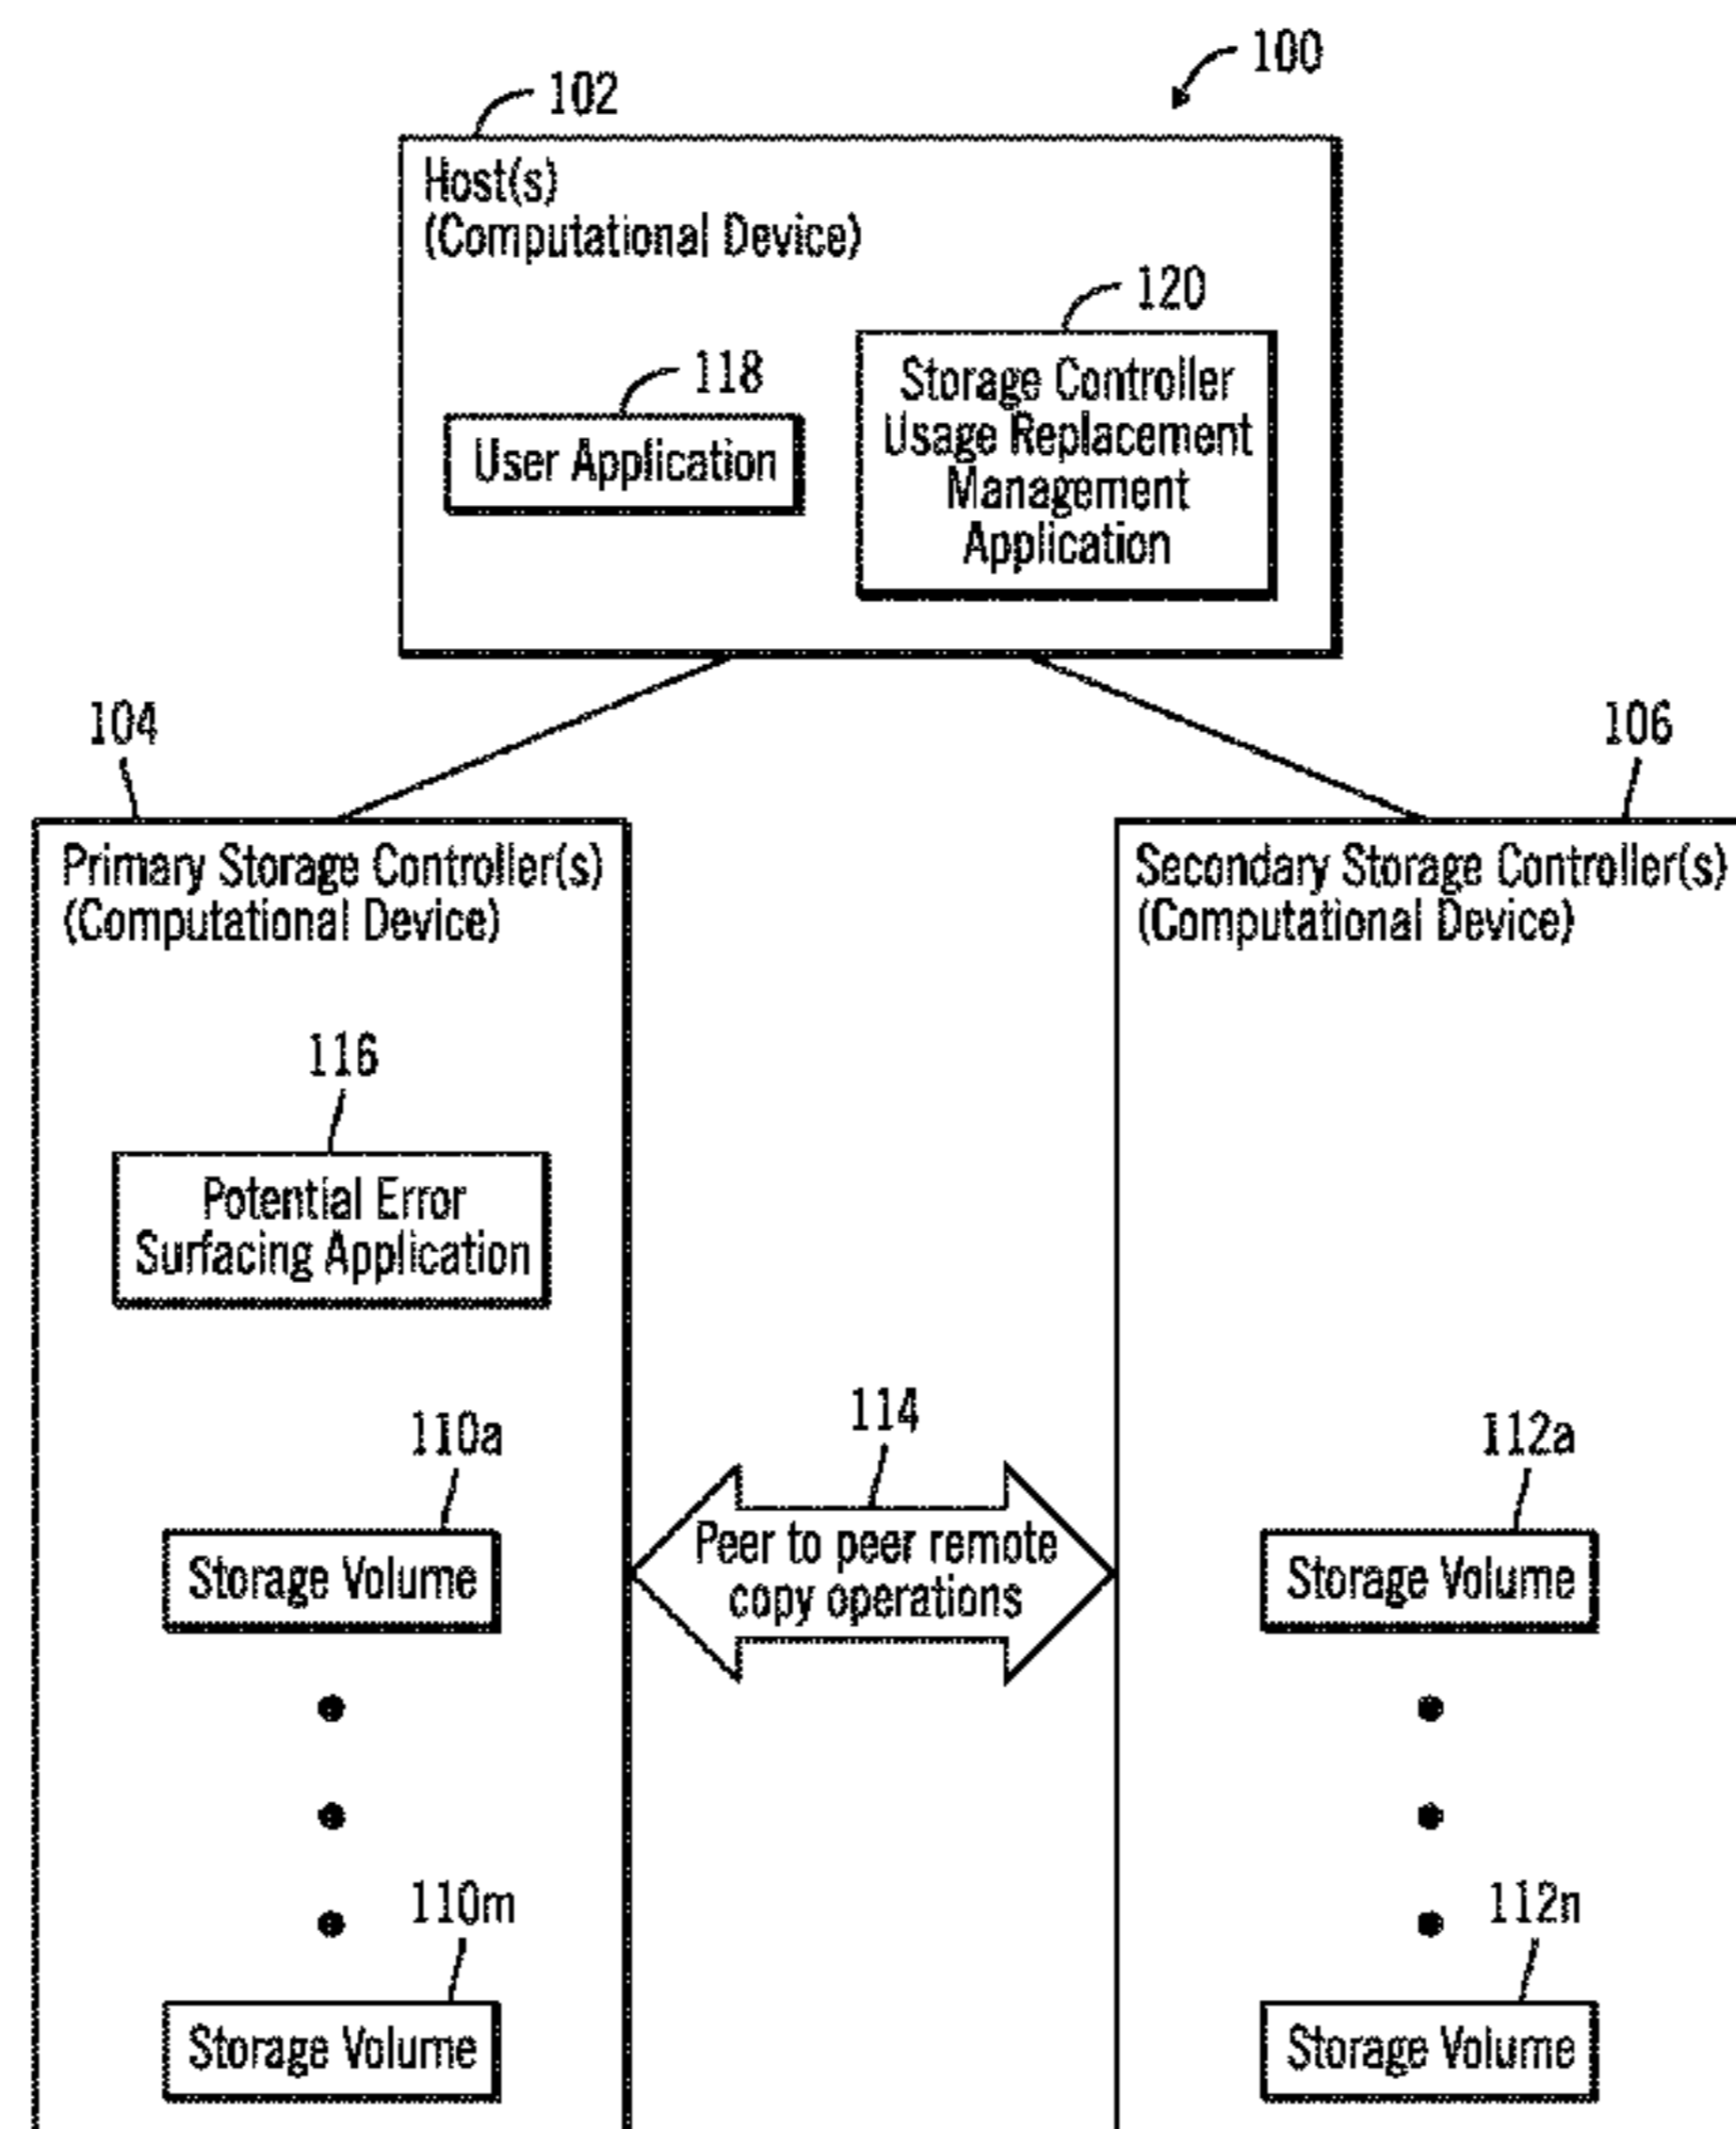 100
102
Host(s)
(Computational Device)
120
118
Storage Controller
Usage Replacement
Management
Application
User Application
104
106
Primary Storage Controller(s)
(Computational Device)
Secondary Storage Controller(s)
(Computational Device)
116
Potential Error
Surfacing Application
110a
114
112a
Storage Volume
Peer to peer remote
copy operations
Storage Volume
110m
112n
Storage Volume
Storage Volume